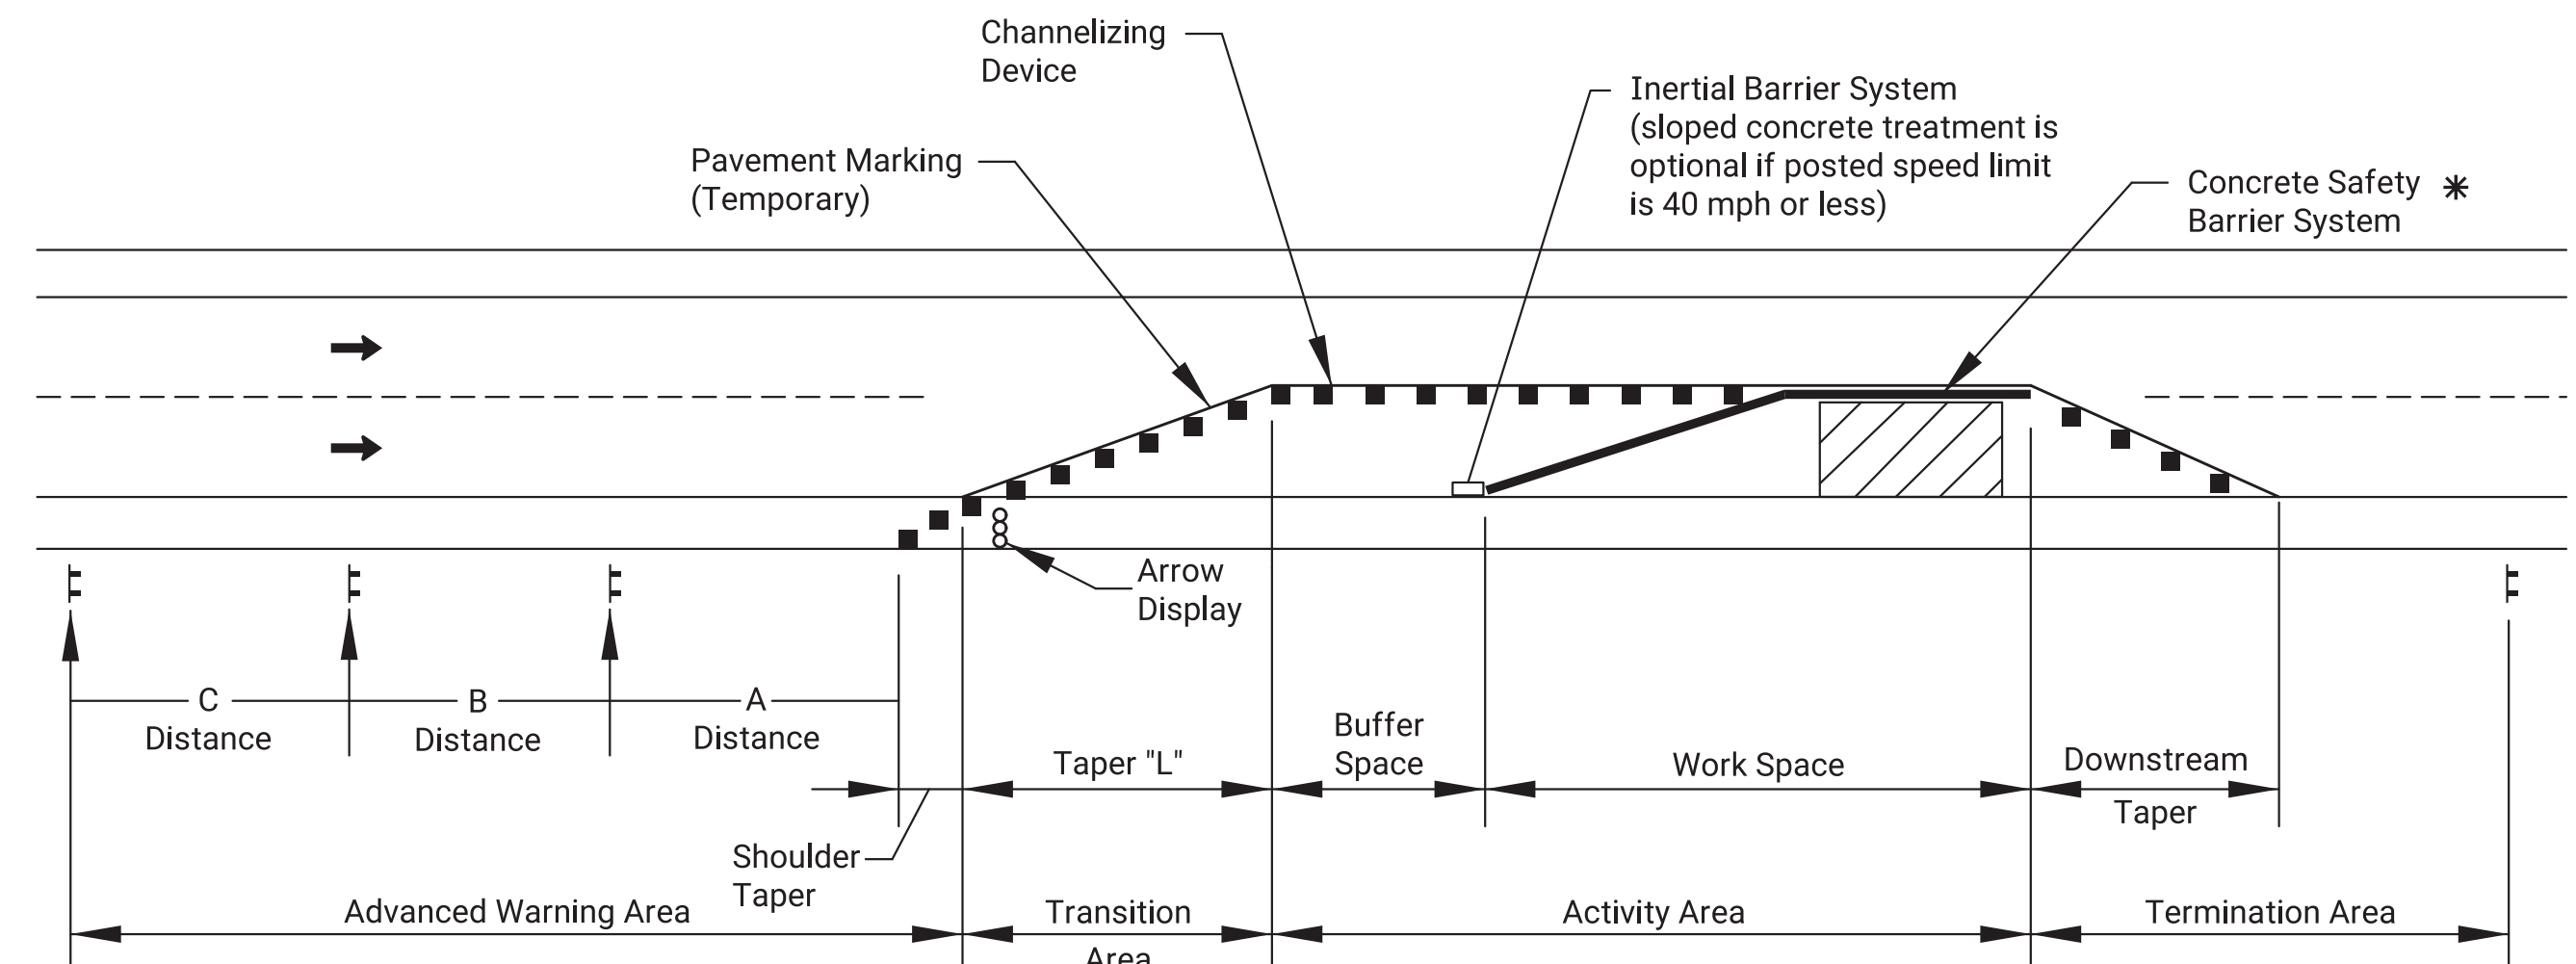 Channelizing
Device
Inertial Barrier System
(sloped concrete treatment is
optional if posted speed limit
is 40 mph or less)
Pavement Marking
(Temporary)
Concrete Safety *
Barrier System
Arrow
Display
C
Distance
B
Distance
A
Distance
Taper "L"
Buffer
Space
Work Space
Downstream
Taper
Shoulder
Taper
Advanced Warning Area
Transition
Area
Activity Area
Termination Area